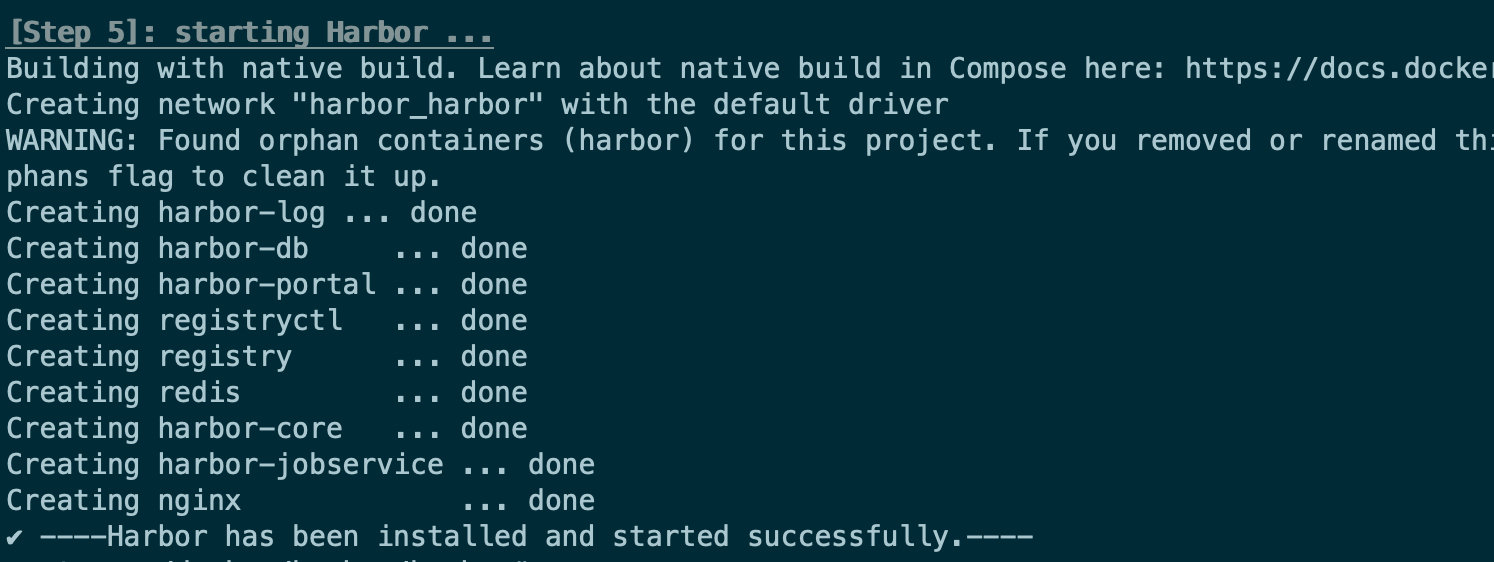 [Step 5]: starting Harbor ...
Building with native build. Learn about native build in Compose here: https://docs.docke
Creating network "harbor_harbor" with the default driver
WARNING: Found orphan containers (harbor) for this project. If you removed or renamed thi
phans flag to clean it up.
Creating harbor-log ... done
Creating harbor-db     ... done
Creating harbor-portal ... done
Creating registryctl   ... done
Creating registry      ... done
Creating redis         ... done
Creating harbor-core   ... done
Creating harbor-jobservice ... done
Creating nginx             ... done
✔ ----Harbor has been installed and started successfully.----